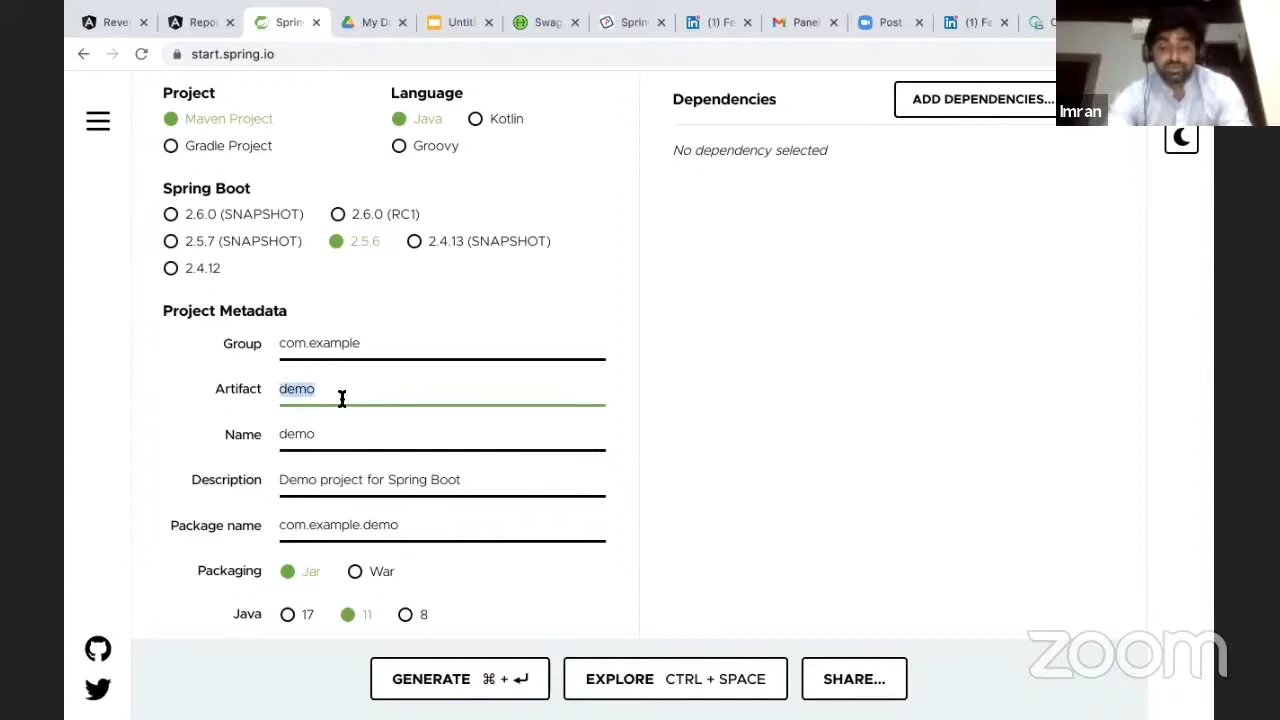 Rever
Repo
Sprin
My D
Untit
Swag
Sprin
(1) Fe
Panel
Post
(1) Fe
start.spring.io
Imran
Project
Language
Maven Project
Java
Kotlin
Gradle Project
Groovy
Dependencies
ADD DEPENDENCIES...
No dependency selected
Spring Boot
2.6.0 (SNAPSHOT)
2.6.0 (RC1)
2.5.7 (SNAPSHOT)
2.5.6
2.4.13 (SNAPSHOT)
2.4.12
Project Metadata
Group com.example
Artifact demo
Name demo
Description Demo project for Spring Boot
Package name com.example.demo
Packaging Jar War
Java 17 11 8
GENERATE ⌘ + ↵
EXPLORE CTRL + SPACE
SHARE...
zoom